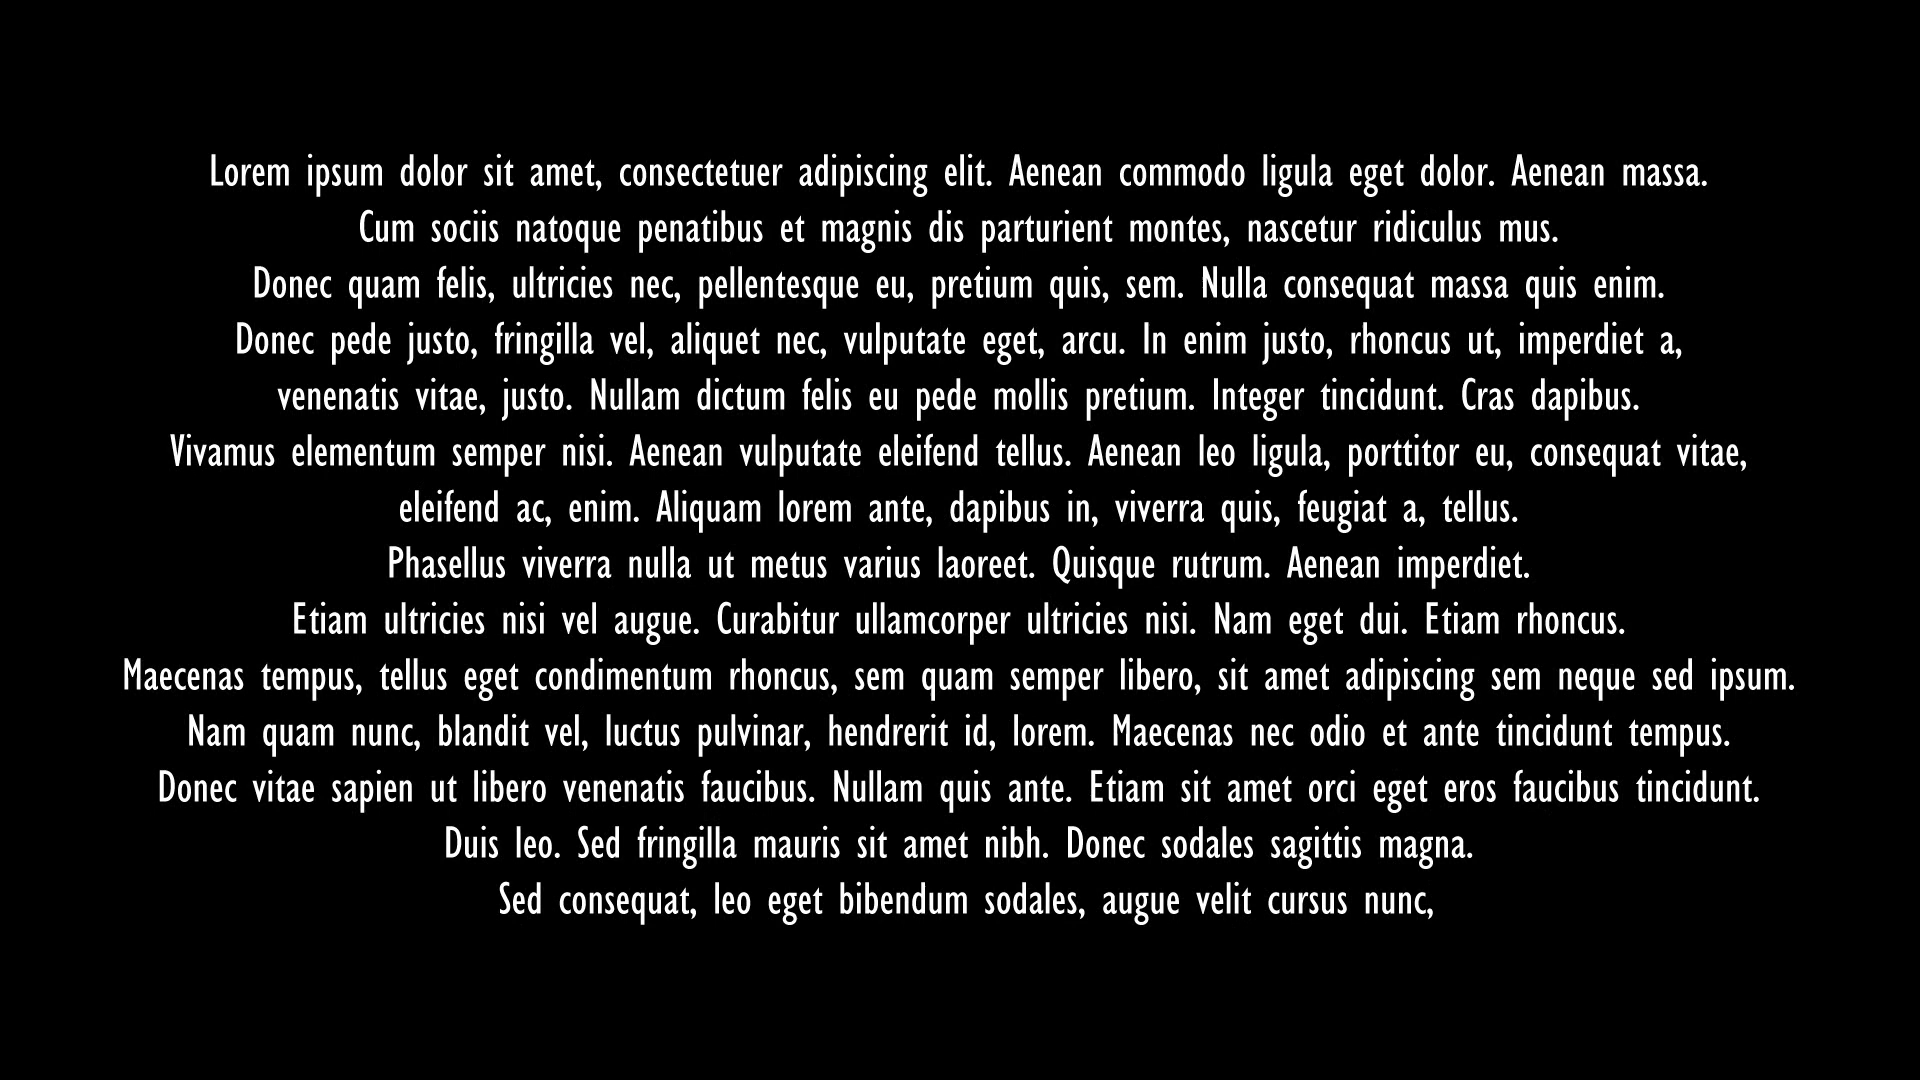 Lorem ipsum dolor sit amet, consectetuer adipiscing elit. Aenean commodo ligula eget dolor. Aenean massa.
Cum sociis natoque penatibus et magnis dis parturient montes, nascetur ridiculus mus.
Donec quam felis, ultricies nec, pellentesque eu, pretium quis, sem. Nulla consequat massa quis enim.
Donec pede justo, fringilla vel, aliquet nec, vulputate eget, arcu. In enim justo, rhoncus ut, imperdiet a,
venenatis vitae, justo. Nullam dictum felis eu pede mollis pretium. Integer tincidunt. Cras dapibus.
Vivamus elementum semper nisi. Aenean vulputate eleifend tellus. Aenean leo ligula, porttitor eu, consequat vitae,
eleifend ac, enim. Aliquam lorem ante, dapibus in, viverra quis, feugiat a, tellus.
Phasellus viverra nulla ut metus varius laoreet. Quisque rutrum. Aenean imperdiet.
Etiam ultricies nisi vel augue. Curabitur ullamcorper ultricies nisi. Nam eget dui. Etiam rhoncus.
Maecenas tempus, tellus eget condimentum rhoncus, sem quam semper libero, sit amet adipiscing sem neque sed ipsum.
Nam quam nunc, blandit vel, luctus pulvinar, hendrerit id, lorem. Maecenas nec odio et ante tincidunt tempus.
Donec vitae sapien ut libero venenatis faucibus. Nullam quis ante. Etiam sit amet orci eget eros faucibus tincidunt.
Duis leo. Sed fringilla mauris sit amet nibh. Donec sodales sagittis magna.
Sed consequat, leo eget bibendum sodales, augue velit cursus nunc,